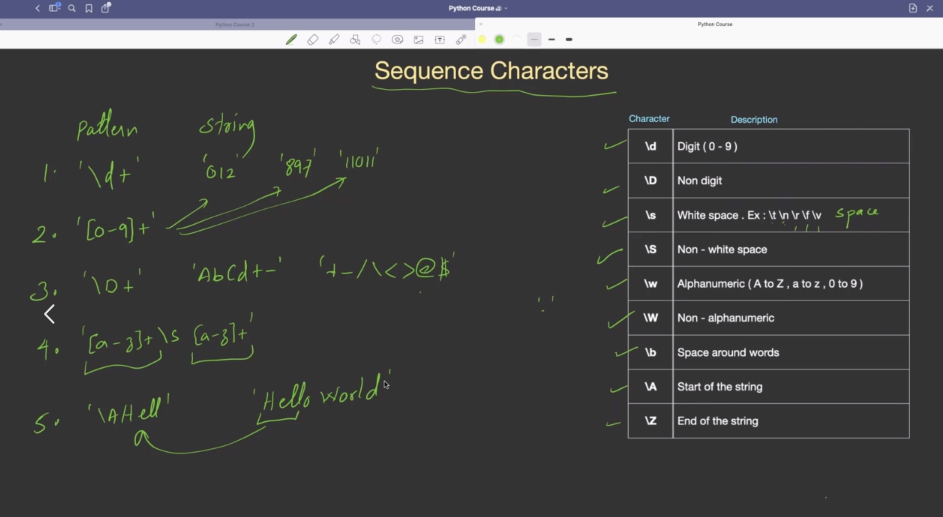 Python Course
Python Course 2
Python Course
Sequence Characters
Pattern String
1. '\d+' '012' '897' '11011'
2. '[0-9]+'
3. '\D+' 'AbCd+-' '+-/\<>@$'
4. '[a-z]+\s [a-z]+'
5. '\AHell' 'Hello World'
'.'
Character Description
\d Digit ( 0 - 9 )
\D Non digit
\s White space . Ex : \t \n \r \f \v space
\S Non - white space
\w Alphanumeric ( A to Z , a to z , 0 to 9 )
\W Non - alphanumeric
\b Space around words
\A Start of the string
\Z End of the string